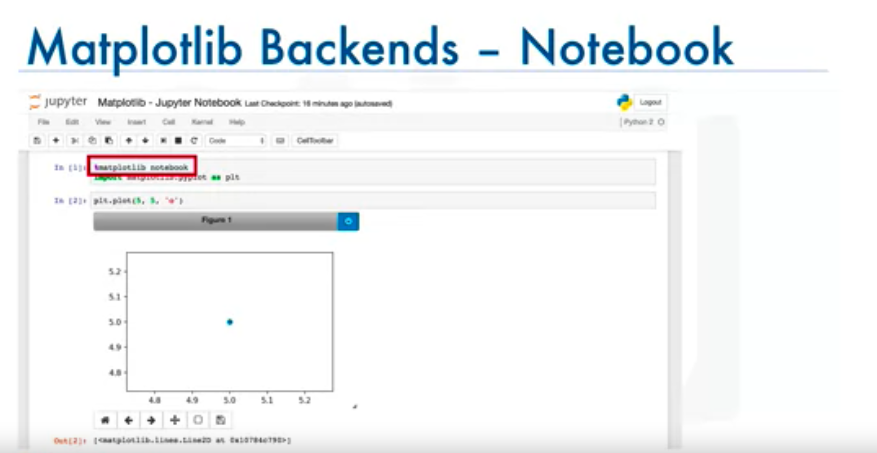 Matplotlib Backends – Notebook
jupyter Matplotlib - Jupyter Notebook Last Checkpoint: 16 minutes ago (autosaved)
Logout
File Edit View Insert Cell Kernel Help
Python 2
Code
CellToolbar
In [1]: %matplotlib notebook
import matplotlib.pyplot as plt
In [2]: plt.plot(5, 5, 'o')
Figure 1
5.2
5.1
5.0
4.9
4.8
4.8 4.9 5.0 5.1 5.2
Out[2]: [<matplotlib.lines.Line2D at 0x10784c790>]